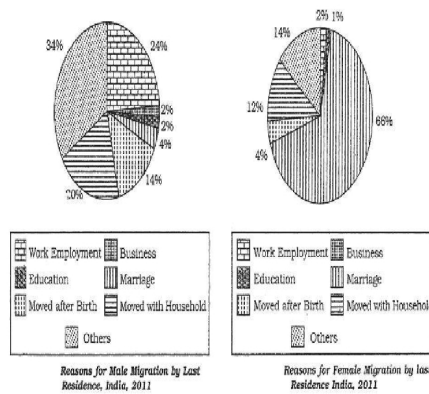 34%
24%
2%
2%
4%
14%
20%
2% 1%
14%
12%
4%
66%
Work Employment Business
Education Marriage
Moved after Birth Moved with Household
Others
Work Employment Business
Education Marriage
Moved after Birth Moved with Household
Others
Reasons for Male Migration by Last
Residence, India, 2011
Reasons for Female Migration by las
Residence India, 2011